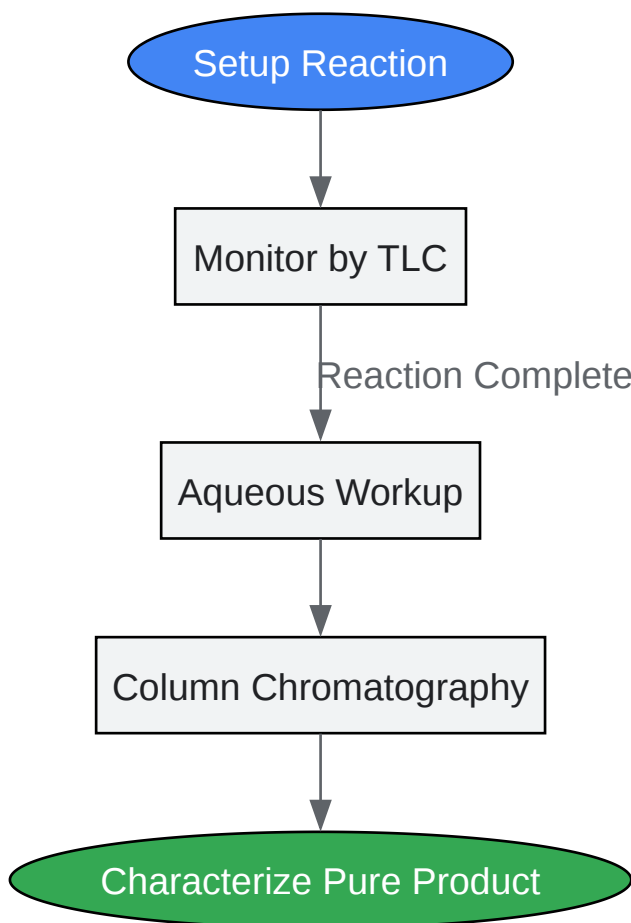 Setup Reaction
Monitor by TLC
Reaction Complete
Aqueous Workup
Column Chromatography
Characterize Pure Product